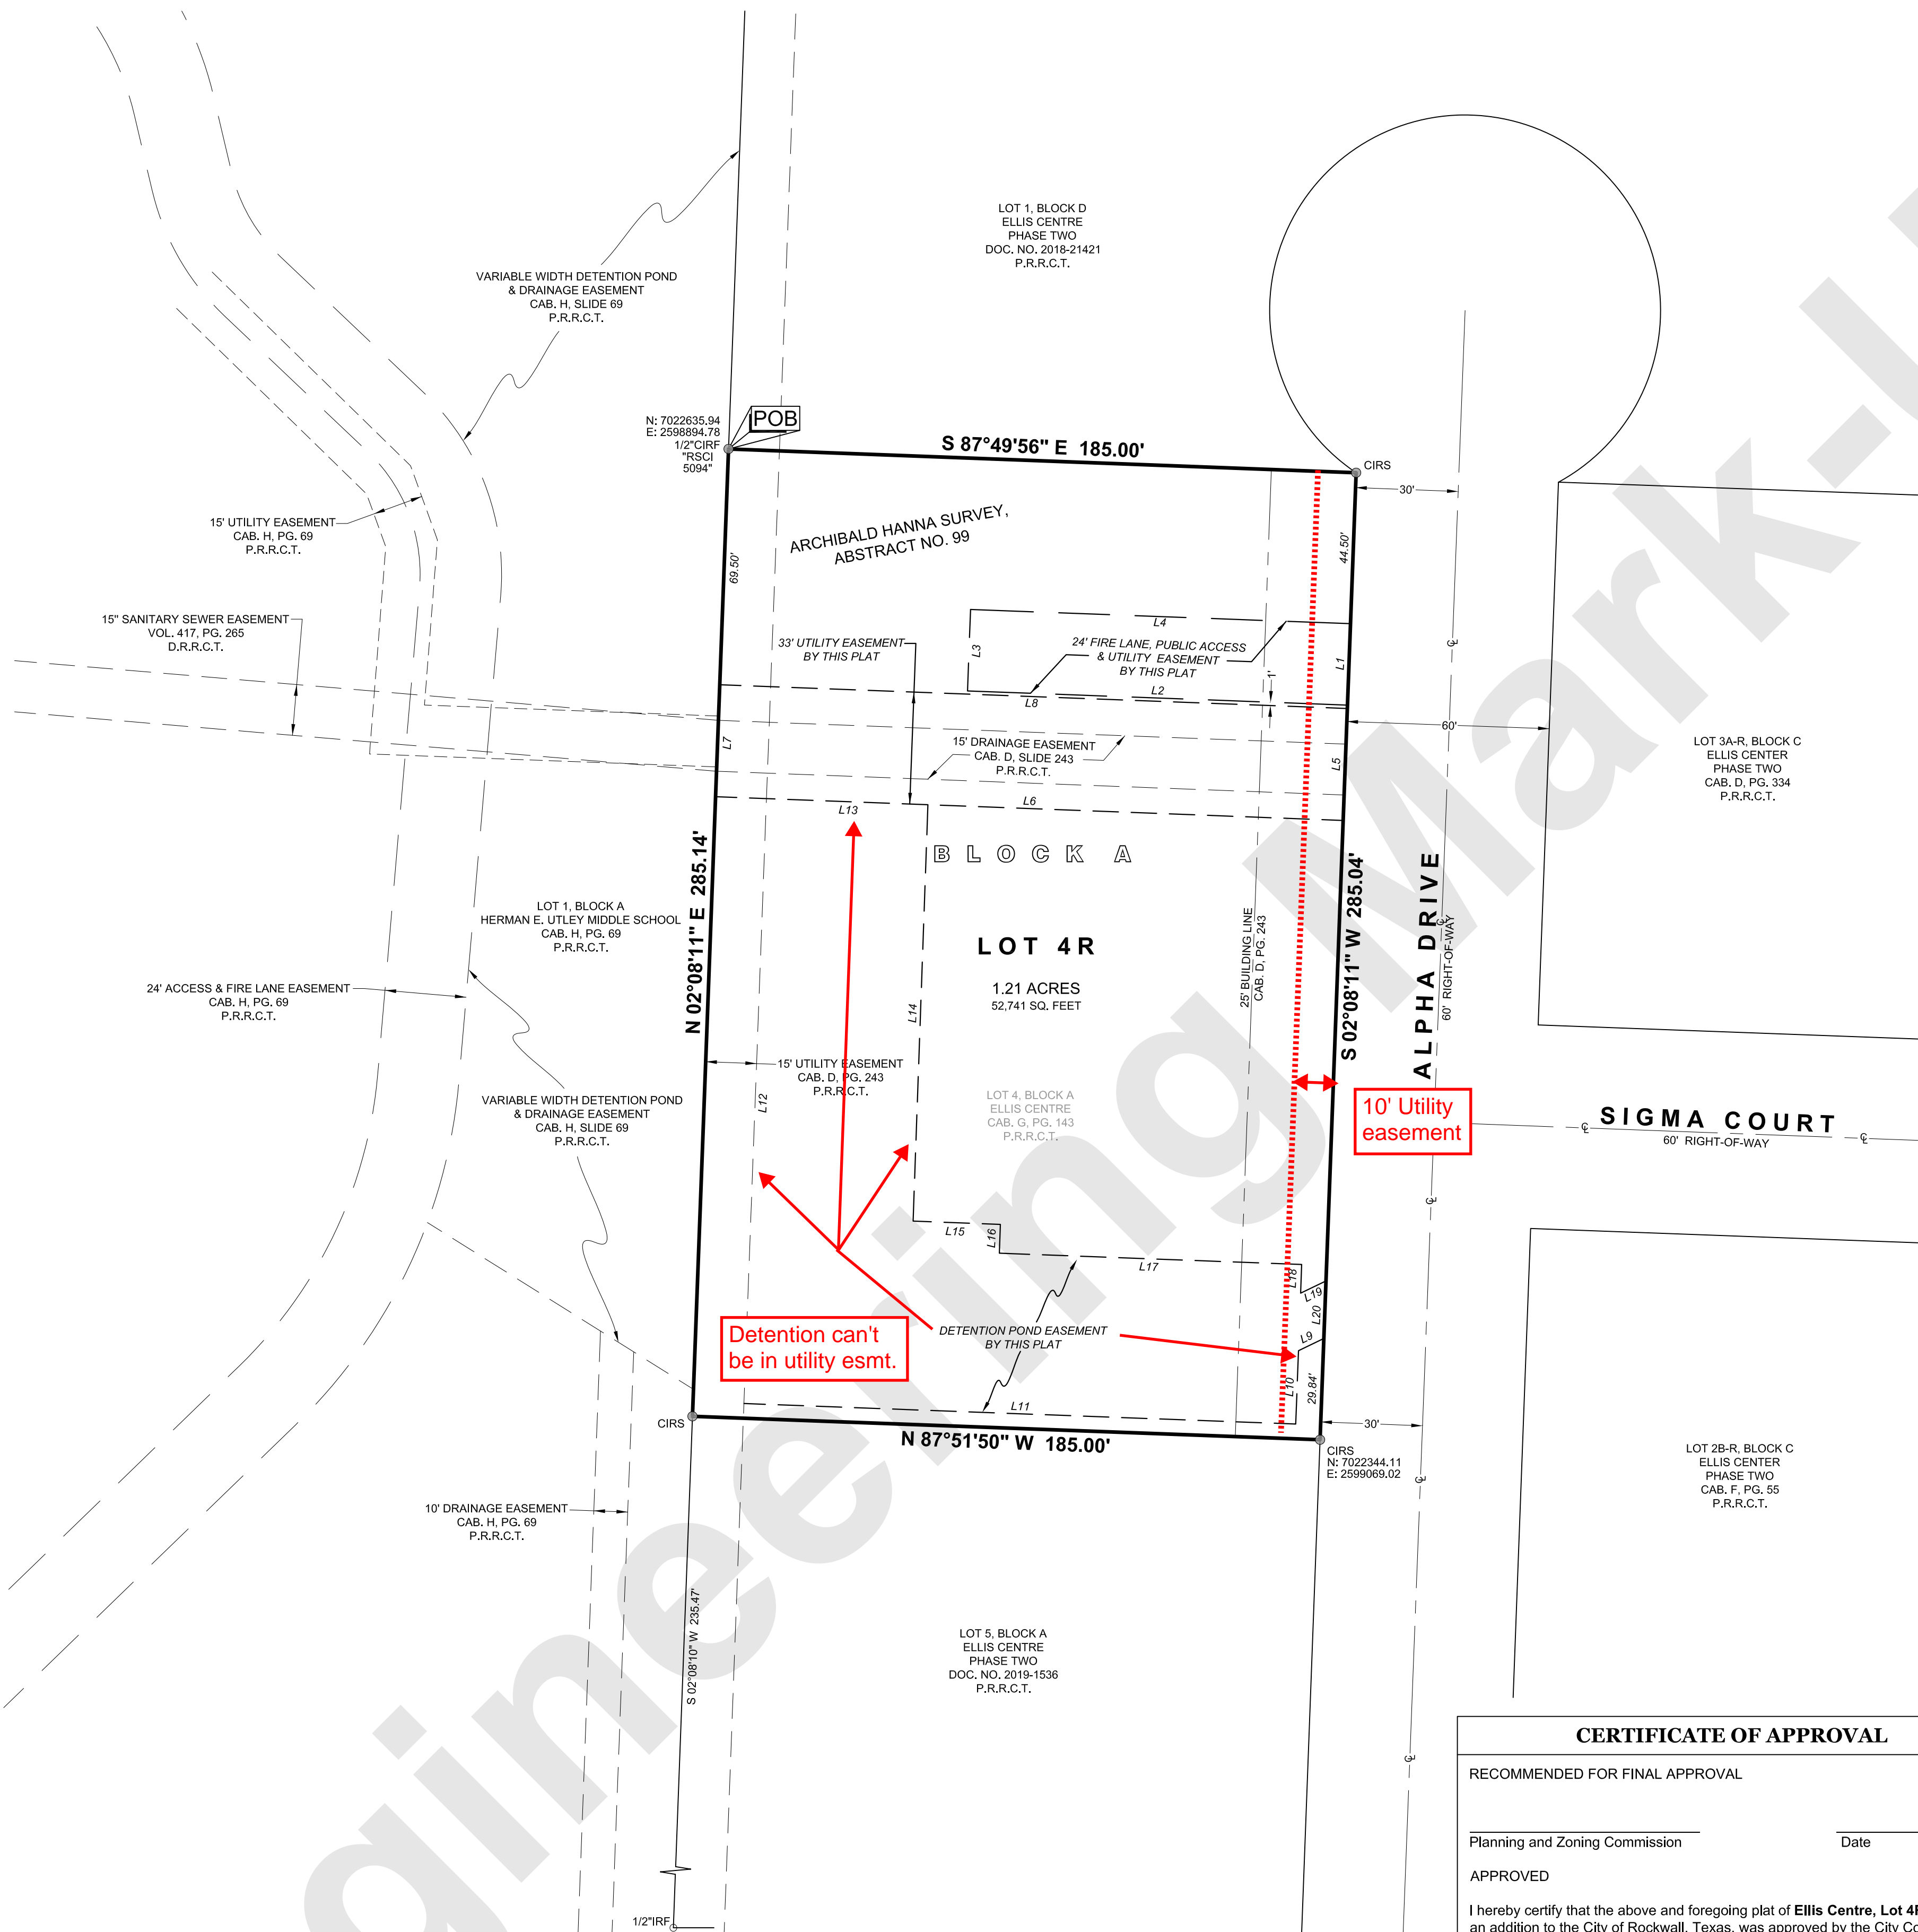 LOT 1, BLOCK D
ELLIS CENTRE
PHASE TWO
DOC. NO. 2018-21421
P.R.R.C.T.
VARIABLE WIDTH DETENTION POND
& DRAINAGE EASEMENT
CAB. H, SLIDE 69
P.R.R.C.T.
N: 7022635.94
E: 2598894.78
1/2"CIRF
"RSCI
5094"
POB
S 87°49'56" E 185.00'
CIRS
30'
15' UTILITY EASEMENT
CAB. H, PG. 69
P.R.R.C.T.
ARCHIBALD HANNA SURVEY,
ABSTRACT NO. 99
69.50'
44.50'
15" SANITARY SEWER EASEMENT
VOL. 417, PG. 265
D.R.R.C.T.
33' UTILITY EASEMENT
BY THIS PLAT
L3
L4
24' FIRE LANE, PUBLIC ACCESS
& UTILITY EASEMENT
BY THIS PLAT
L1
1'
L2
L8
60'
L7
15' DRAINAGE EASEMENT
CAB. D, SLIDE 243
P.R.R.C.T.
L5
LOT 3A-R, BLOCK C
ELLIS CENTER
PHASE TWO
CAB. D, PG. 334
P.R.R.C.T.
L6
L13
BLOCK A
N 02°08'11" E 285.14'
LOT 1, BLOCK A
HERMAN E. UTLEY MIDDLE SCHOOL
CAB. H, PG. 69
P.R.R.C.T.
LOT 4R
1.21 ACRES
52,741 SQ. FEET
25' BUILDING LINE
CAB. D, PG. 243
S 02°08'11" W 285.04'
ALPHA DRIVE
60' RIGHT-OF-WAY
24' ACCESS & FIRE LANE EASEMENT
CAB. H, PG. 69
P.R.R.C.T.
L14
15' UTILITY EASEMENT
CAB. D, PG. 243
P.R.R.C.T.
L12
VARIABLE WIDTH DETENTION POND
& DRAINAGE EASEMENT
CAB. H, SLIDE 69
P.R.R.C.T.
LOT 4, BLOCK A
ELLIS CENTRE
CAB. G, PG. 143
P.R.R.C.T.
10' Utility
easement
SIGMA COURT
60' RIGHT-OF-WAY
L15
L16
L17
L18
L19
L20
Detention can't
be in utility esmt.
DETENTION POND EASEMENT
BY THIS PLAT
L9
L10
29.84'
L11
CIRS
N 87°51'50" W 185.00'
30'
CIRS
N: 7022344.11
E: 2599069.02
LOT 2B-R, BLOCK C
ELLIS CENTER
PHASE TWO
CAB. F, PG. 55
P.R.R.C.T.
10' DRAINAGE EASEMENT
CAB. H, PG. 69
P.R.R.C.T.
S 02°08'10" W 235.47'
LOT 5, BLOCK A
ELLIS CENTRE
PHASE TWO
DOC. NO. 2019-1536
P.R.R.C.T.
1/2"IRF
CERTIFICATE OF APPROVAL
RECOMMENDED FOR FINAL APPROVAL
Planning and Zoning Commission Date
APPROVED
I hereby certify that the above and foregoing plat of Ellis Centre, Lot 4R
an addition to the City of Rockwall, Texas, was approved by the City Co
gineering Mark-U